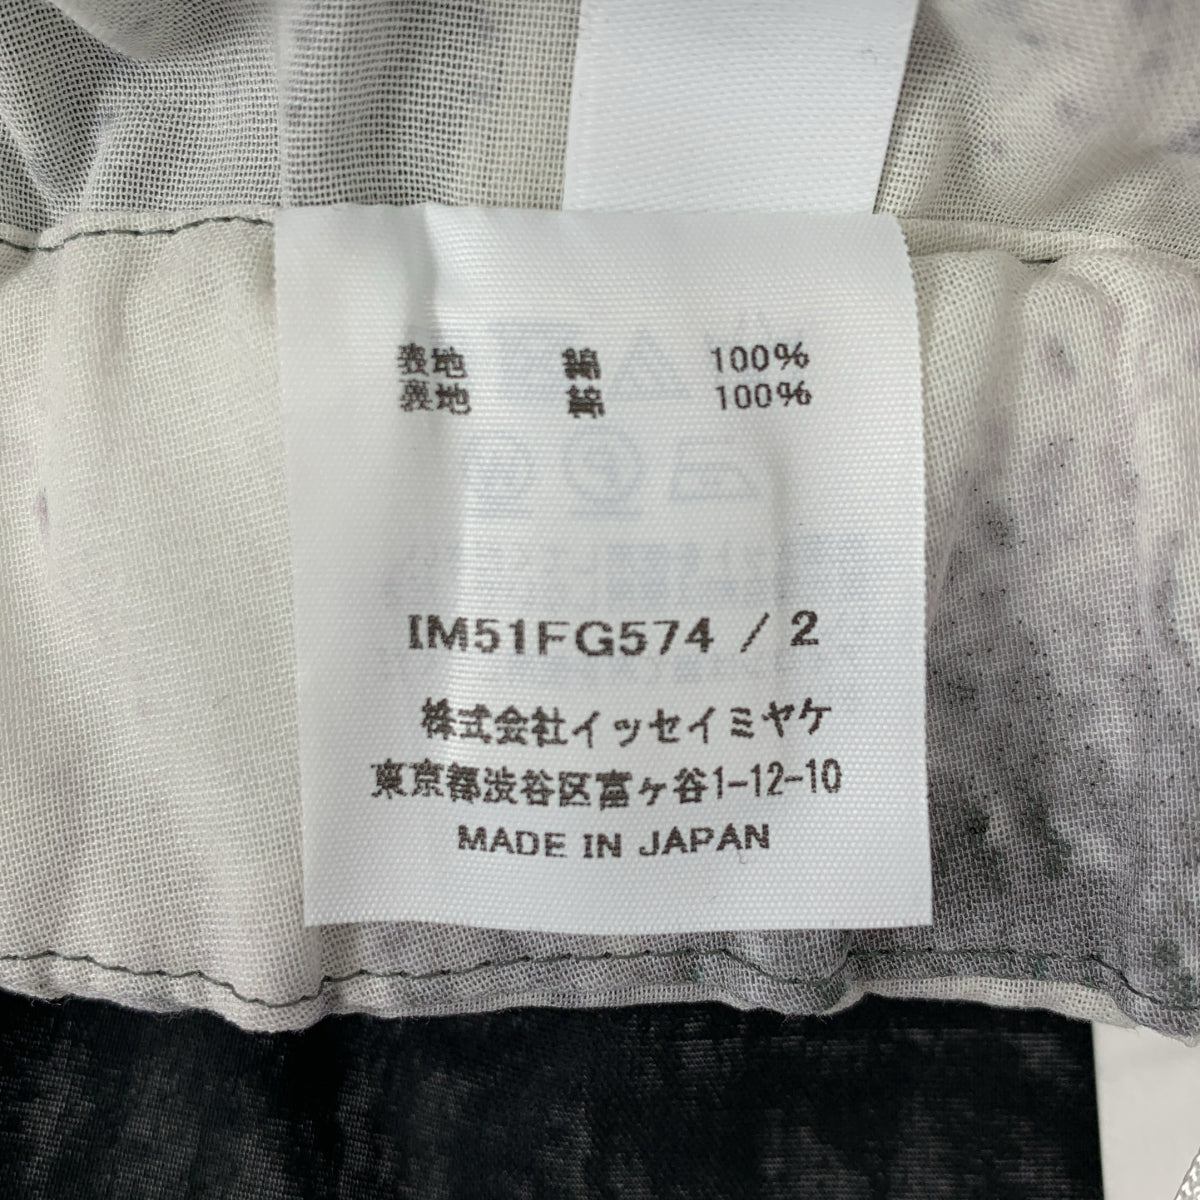 表地 綿 100%
裏地 綿 100%
IM51FG574 / 2
株式会社イッセイミヤケ
東京都渋谷区富ヶ谷1-12-10
MADE IN JAPAN